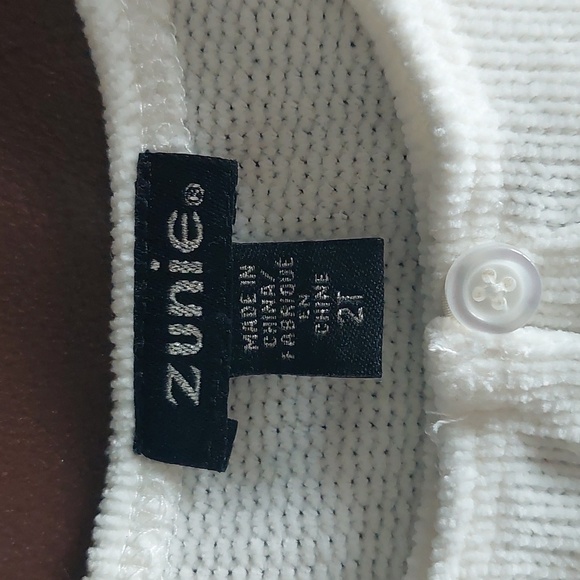 zunie®
MADE IN
CHINA/
FABRIQUÉ
EN
CHINE
2T